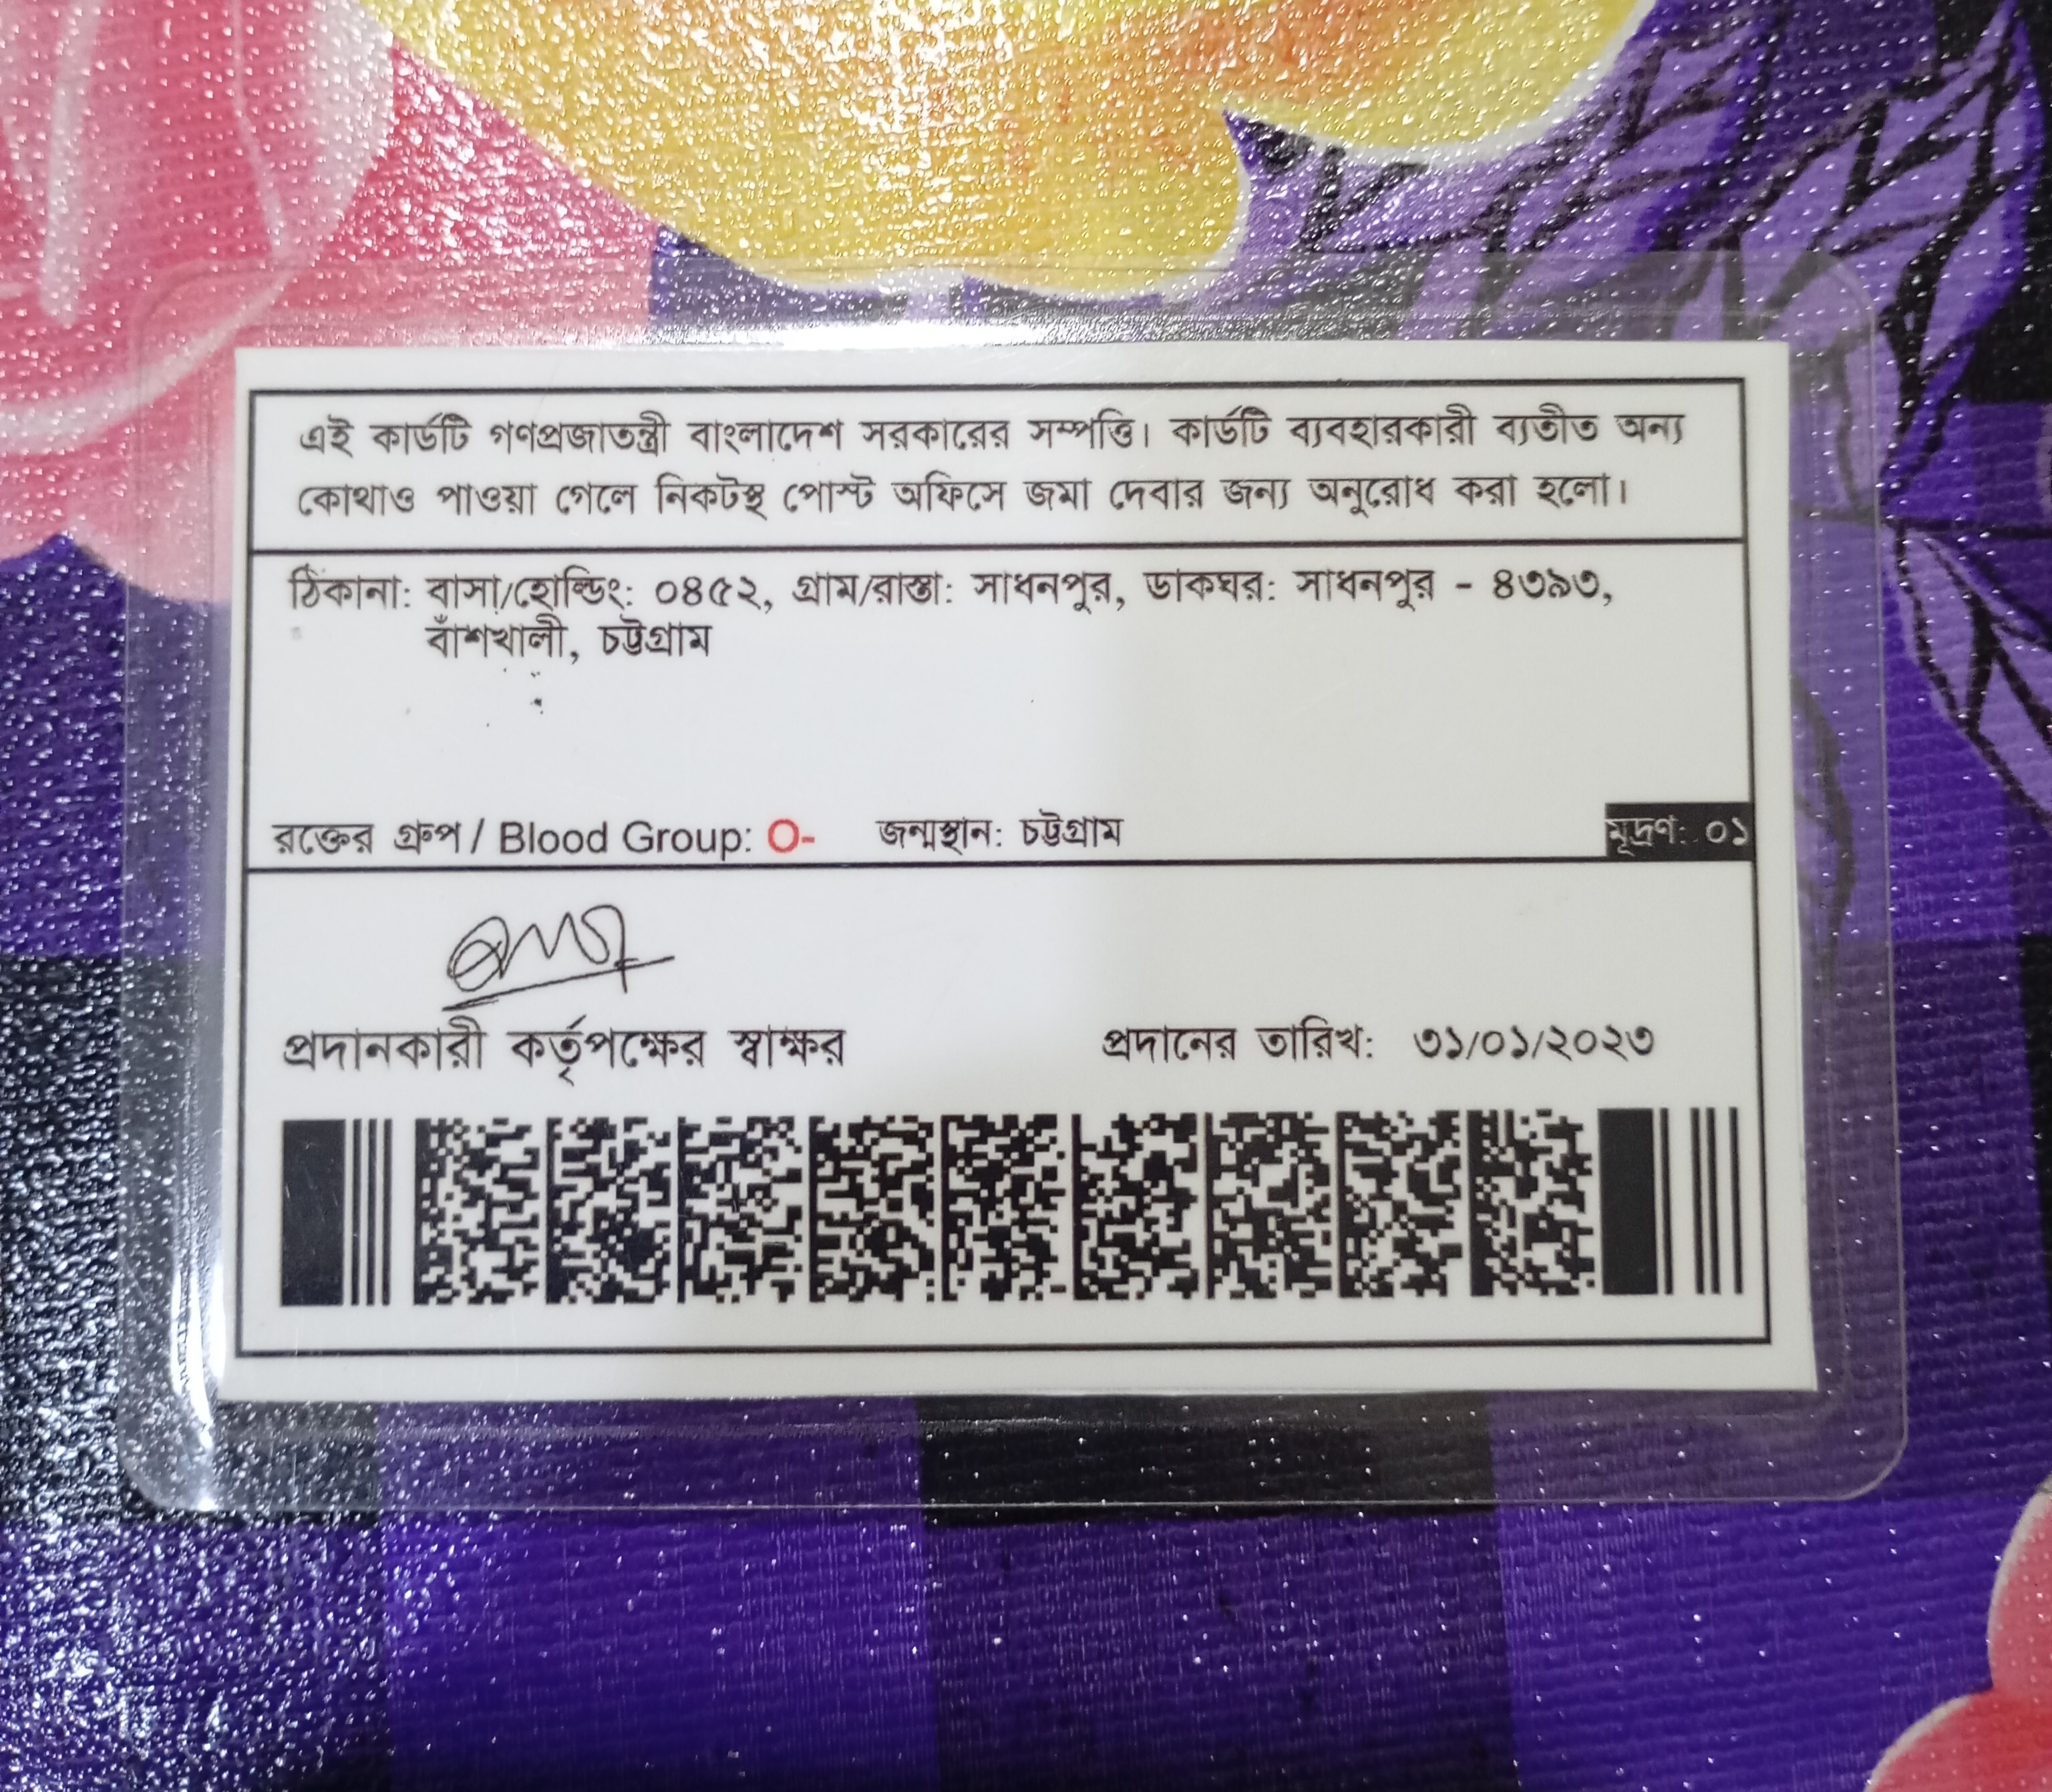 এই কার্ডটি গণপ্রজাতন্ত্রী বাংলাদেশ সরকারের সম্পত্তি। কার্ডটি ব্যবহারকারী ব্যতীত অন্য
কোথাও পাওয়া গেলে নিকটস্থ পোস্ট অফিসে জমা দেবার জন্য অনুরোধ করা হলো।
ঠিকানা: বাসা/হোল্ডিং: ০৪৫২, গ্রাম/রাস্তা: সাধনপুর, ডাকঘর: সাধনপুর - ৪৩৯৩,
বাঁশখালী, চট্টগ্রাম
রক্তের গ্রুপ / Blood Group: O- জন্মস্থান: চট্টগ্রাম মূদ্রণ: ০১
প্রদানকারী কর্তৃপক্ষের স্বাক্ষর প্রদানের তারিখ: ৩১/০১/২০২৩